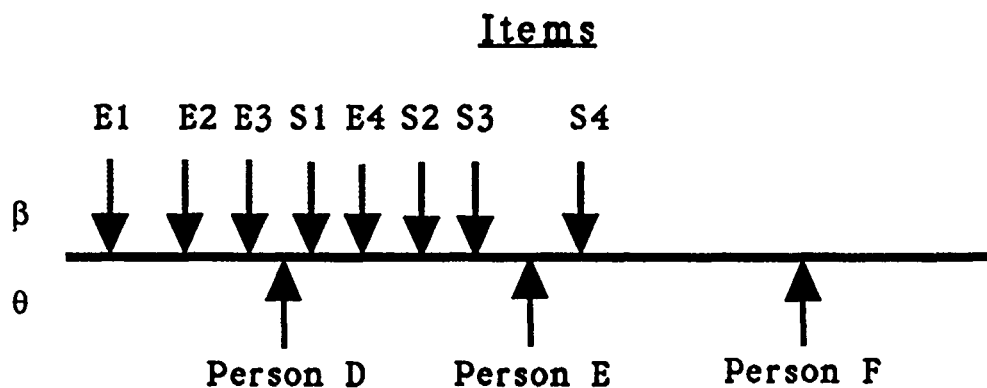 Items
E1 E2 E3 S1 E4 S2 S3 S4
β
θ
Person D Person E Person F